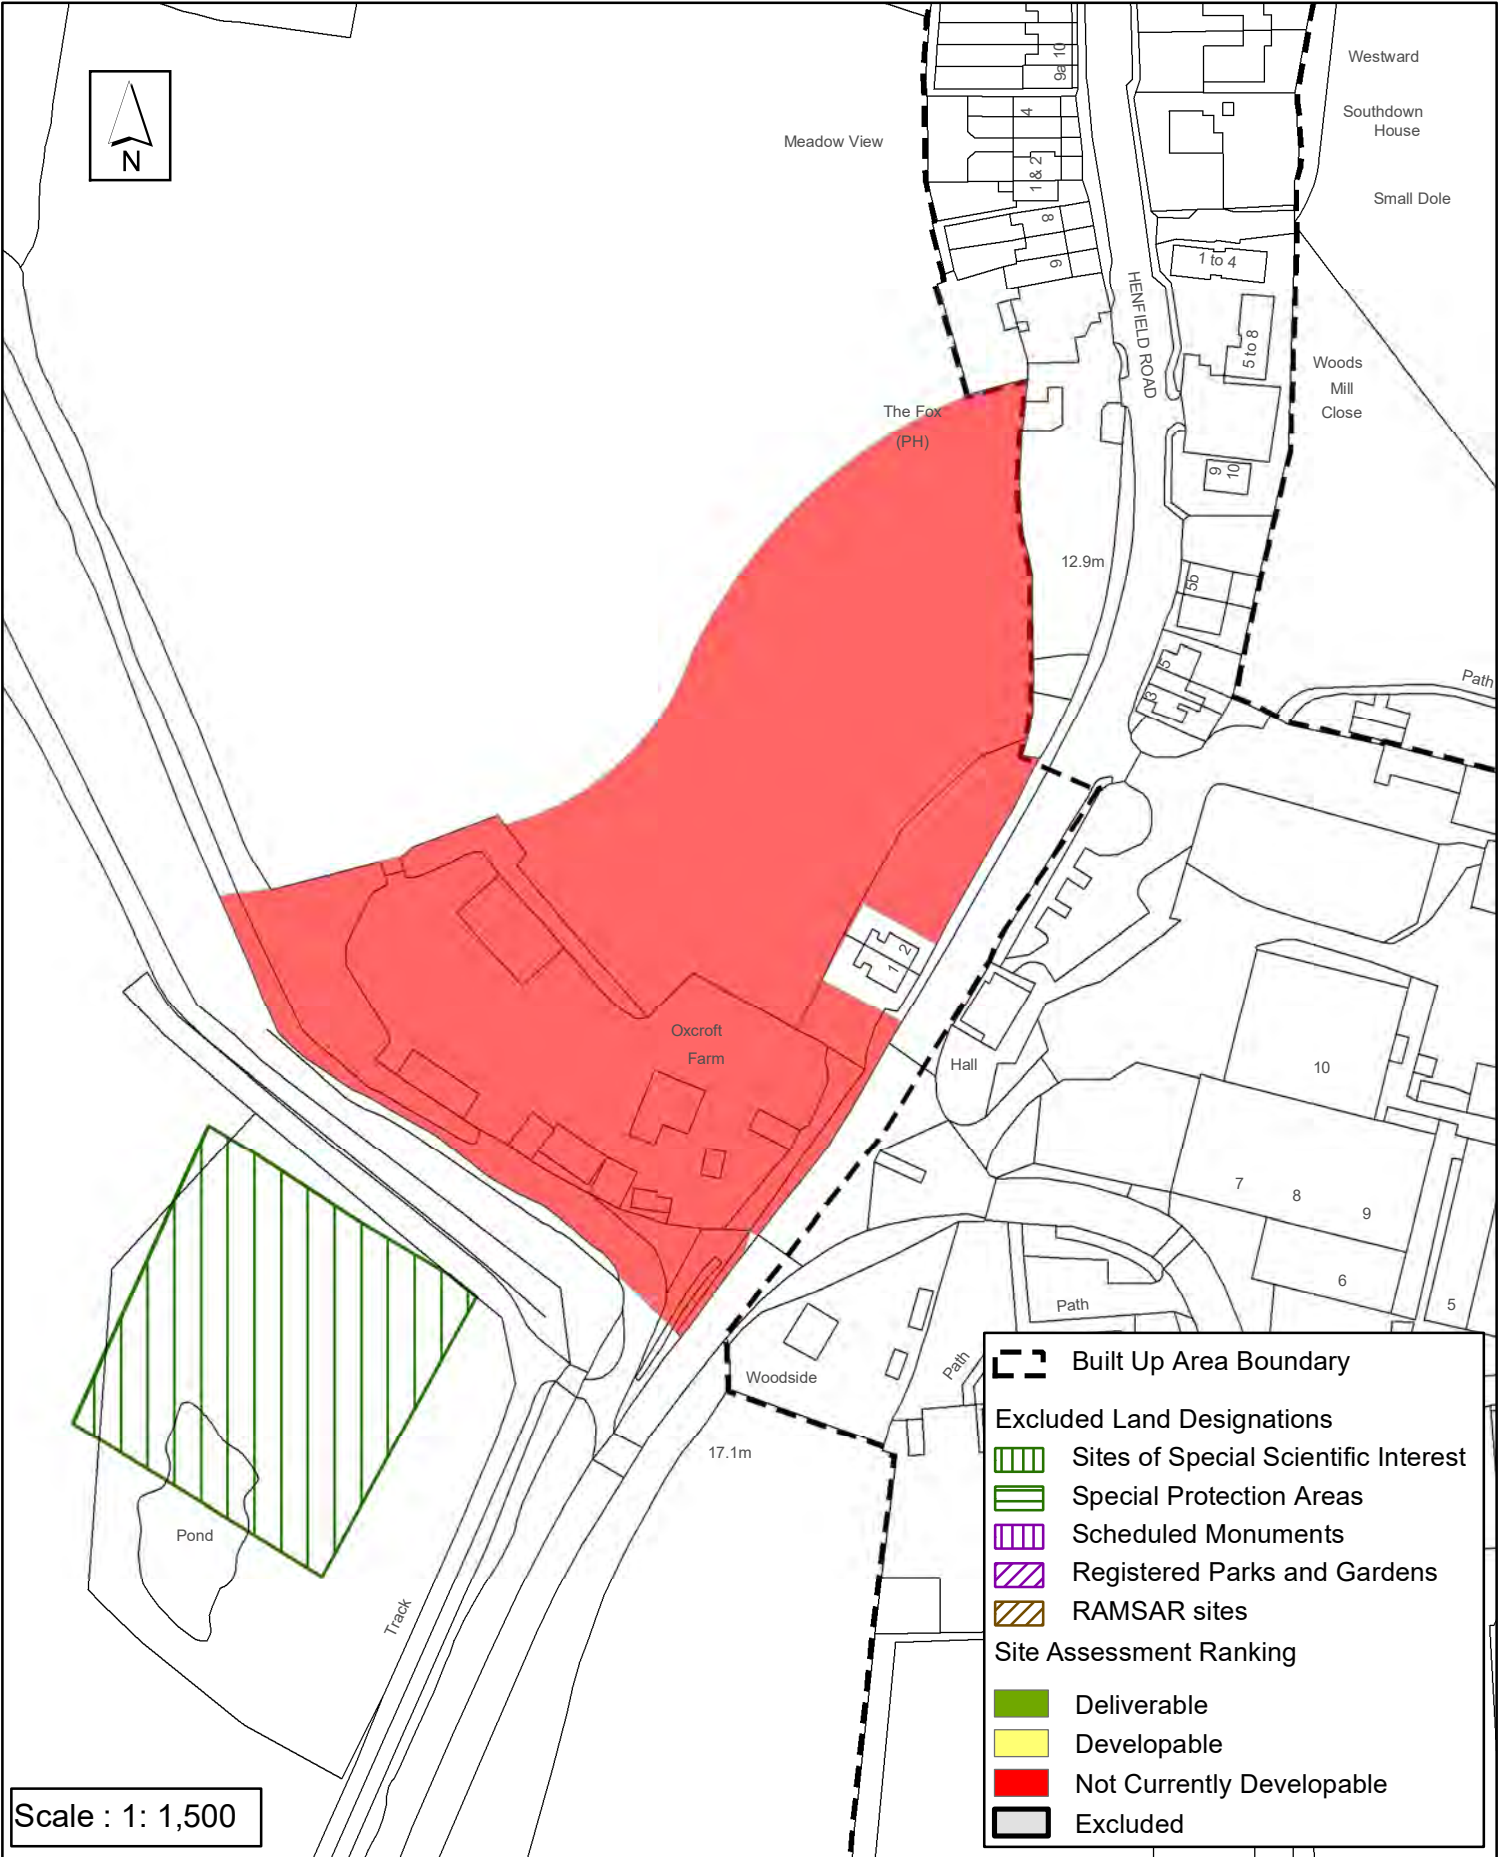 N
Meadow View
9a 10
4
1 & 2
8
6
Westward
Southdown
House
Small Dole
1 to 4
HENFIELD ROAD
5 to 8
Woods
Mill
Close
The Fox
(PH)
9
10
12.9m
5b
5
3
Path
1
2
Oxcroft
Farm
Hall
10
7
8
9
6
5
Path
Path
Woodside
17.1m
Pond
Track
Built Up Area Boundary
Excluded Land Designations
Sites of Special Scientific Interest
Special Protection Areas
Scheduled Monuments
Registered Parks and Gardens
RAMSAR sites
Site Assessment Ranking
Deliverable
Developable
Not Currently Developable
Excluded
Scale : 1: 1,500